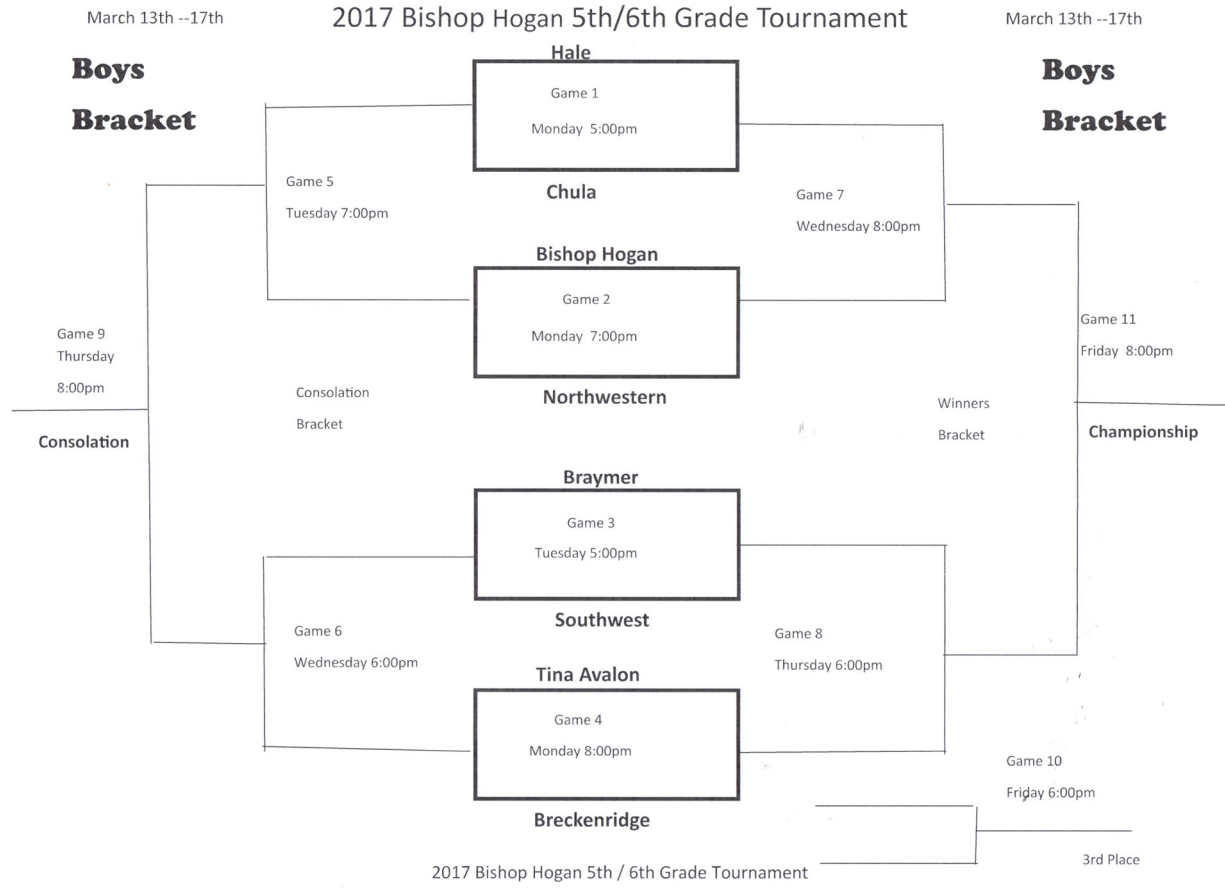 March 13th --17th
2017 Bishop Hogan 5th/6th Grade Tournament
March 13th --17th
Boys
Bracket
Boys
Bracket
Hale
Game 1
Monday 5:00pm
Chula
Game 5
Tuesday 7:00pm
Game 7
Wednesday 8:00pm
Bishop Hogan
Game 2
Monday 7:00pm
Northwestern
Game 9
Thursday
8:00pm
Consolation
Consolation
Bracket
Winners
Bracket
Game 11
Friday 8:00pm
Championship
Braymer
Game 3
Tuesday 5:00pm
Southwest
Game 6
Wednesday 6:00pm
Game 8
Thursday 6:00pm
Tina Avalon
Game 4
Monday 8:00pm
Breckenridge
Game 10
Friday 6:00pm
3rd Place
2017 Bishop Hogan 5th / 6th Grade Tournament